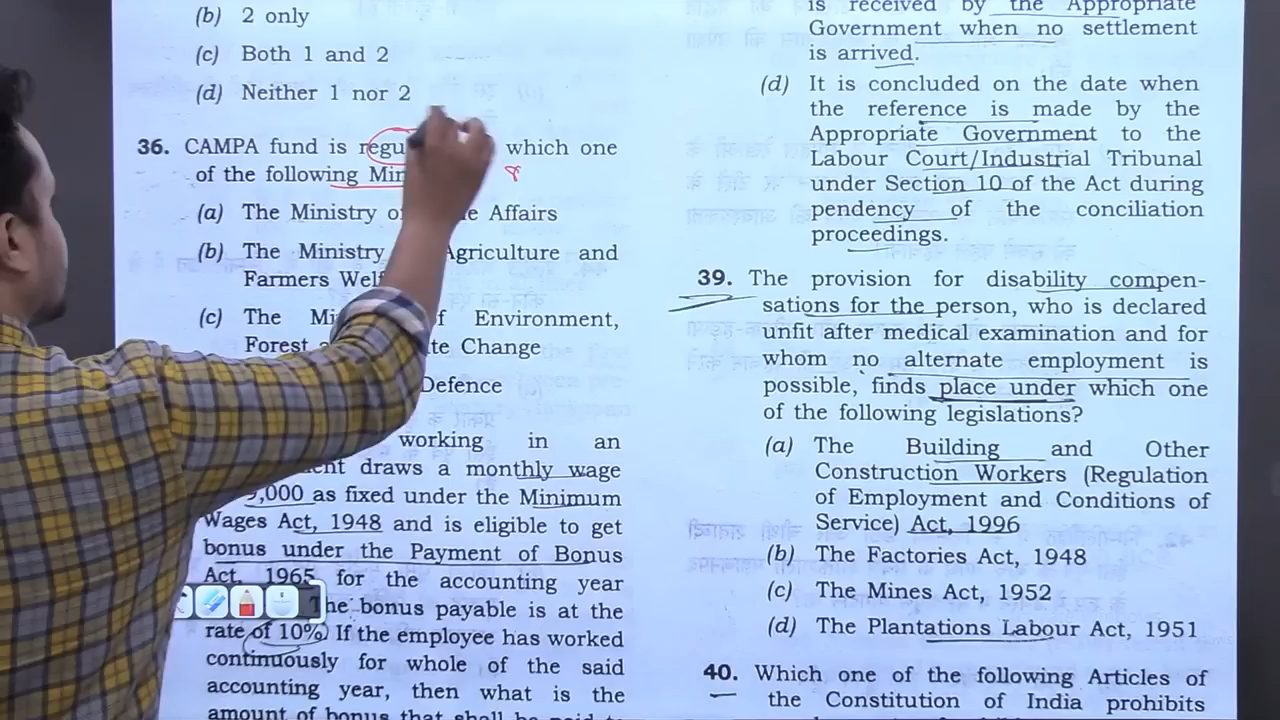 (b) 2 only
(c) Both 1 and 2
(d) Neither 1 nor 2
36. CAMPA fund is regu which one
of the following Min
(a) The Ministry of e Affairs
(b) The Ministry Agriculture and
Farmers Welf
(c) The Mi of Environment,
Forest a te Change
Defence
working in an
ent draws a monthly wage
9,000 as fixed under the Minimum
Wages Act, 1948 and is eligible to get
bonus under the Payment of Bonus
Act, 1965 for the accounting year
The bonus payable is at the
rate of 10%. If the employee has worked
continuously for whole of the said
accounting year, then what is the
amount of bonus that shall be paid to
is received by the Appropriate
Government when no settlement
is arrived.
(d) It is concluded on the date when
the reference is made by the
Appropriate Government to the
Labour Court/Industrial Tribunal
under Section 10 of the Act during
pendency of the conciliation
proceedings.
39. The provision for disability compen-
sations for the person, who is declared
unfit after medical examination and for
whom no alternate employment is
possible, finds place under which one
of the following legislations?
(a) The Building and Other
Construction Workers (Regulation
of Employment and Conditions of
Service) Act, 1996
(b) The Factories Act, 1948
(c) The Mines Act, 1952
(d) The Plantations Labour Act, 1951
40. Which one of the following Articles of
the Constitution of India prohibits